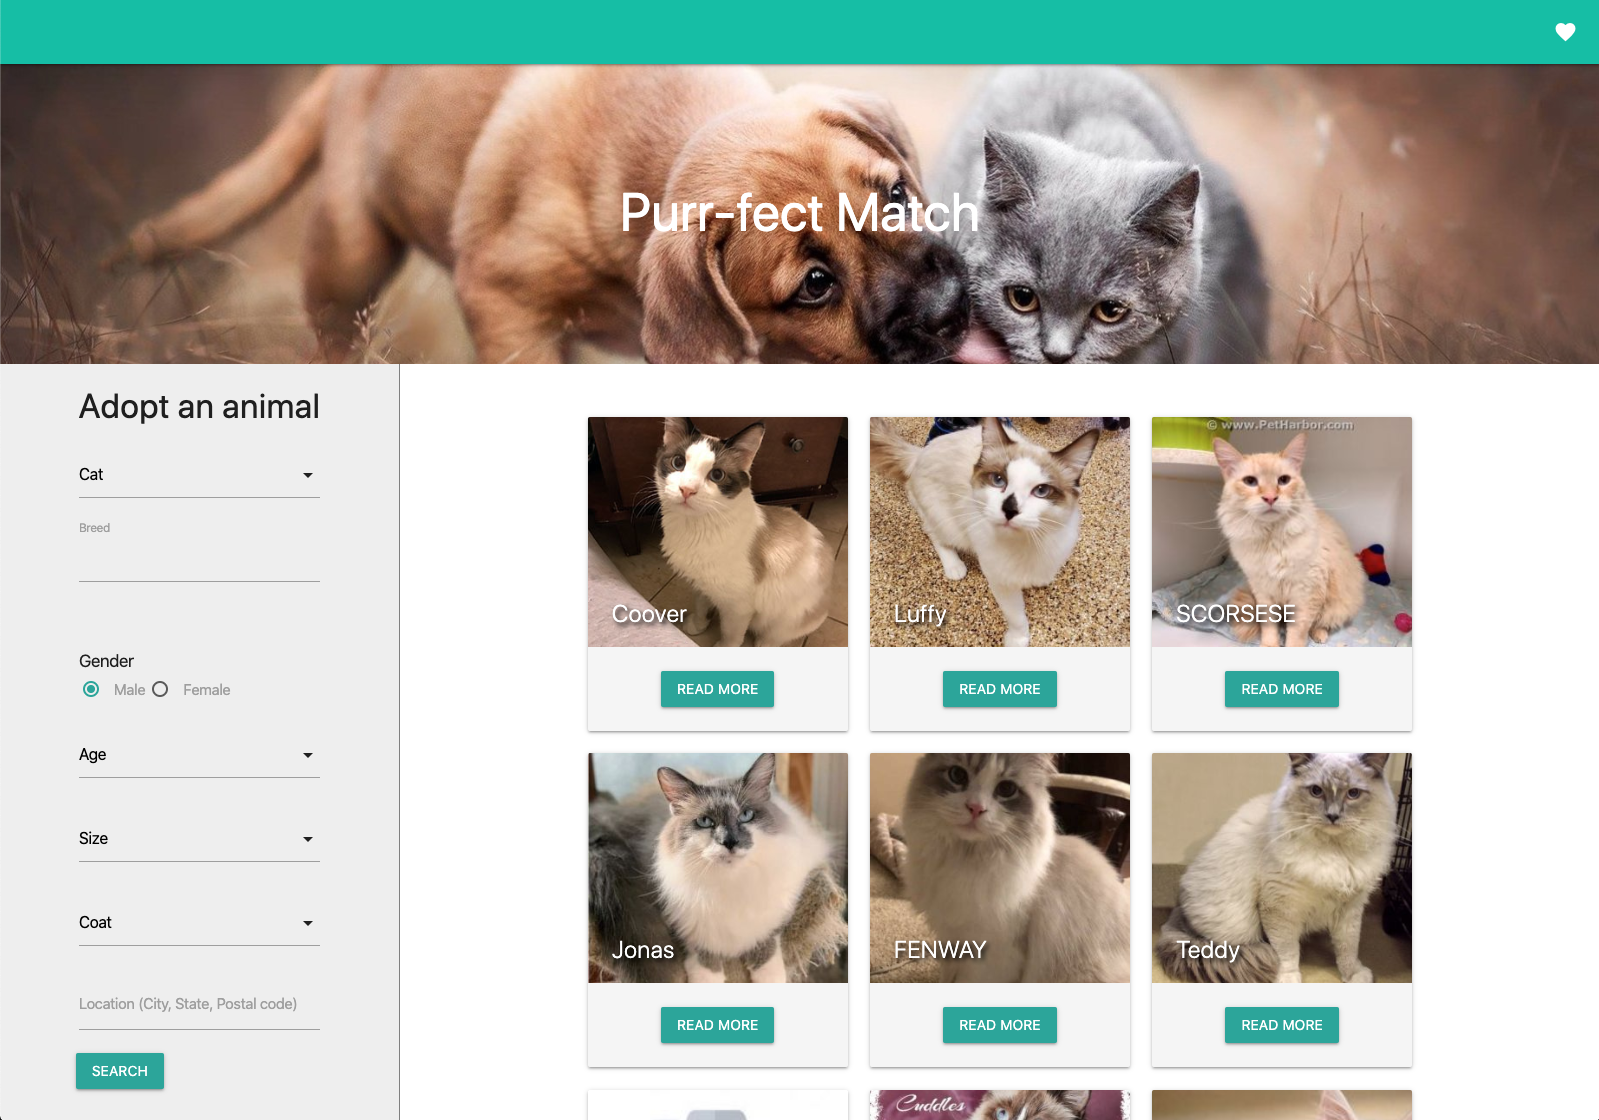 Purr-fect Match
Adopt an animal
Cat
Breed
Gender
Male Female
Age
Size
Coat
Location (City, State, Postal code)
SEARCH
© www.PetHarbor.com
Coover
Luffy
SCORSESE
READ MORE
READ MORE
READ MORE
Jonas
FENWAY
Teddy
READ MORE
READ MORE
READ MORE
Cuddles